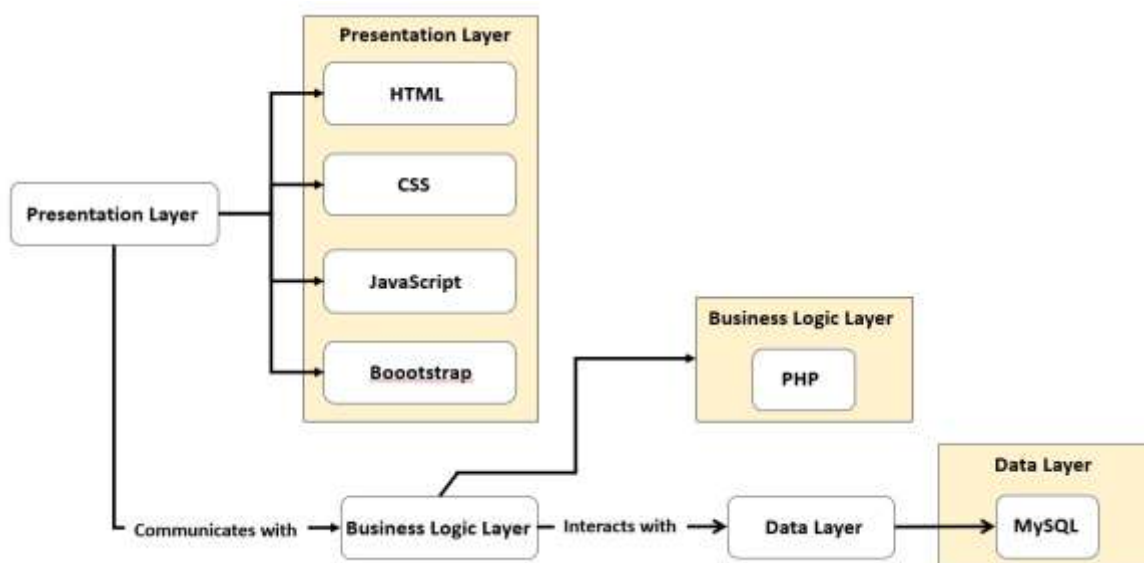 Presentation Layer
HTML
CSS
Presentation Layer
JavaScript
Boootstrap
Business Logic Layer
PHP
Data Layer
Communicates with
Business Logic Layer
Interacts with
Data Layer
MySQL